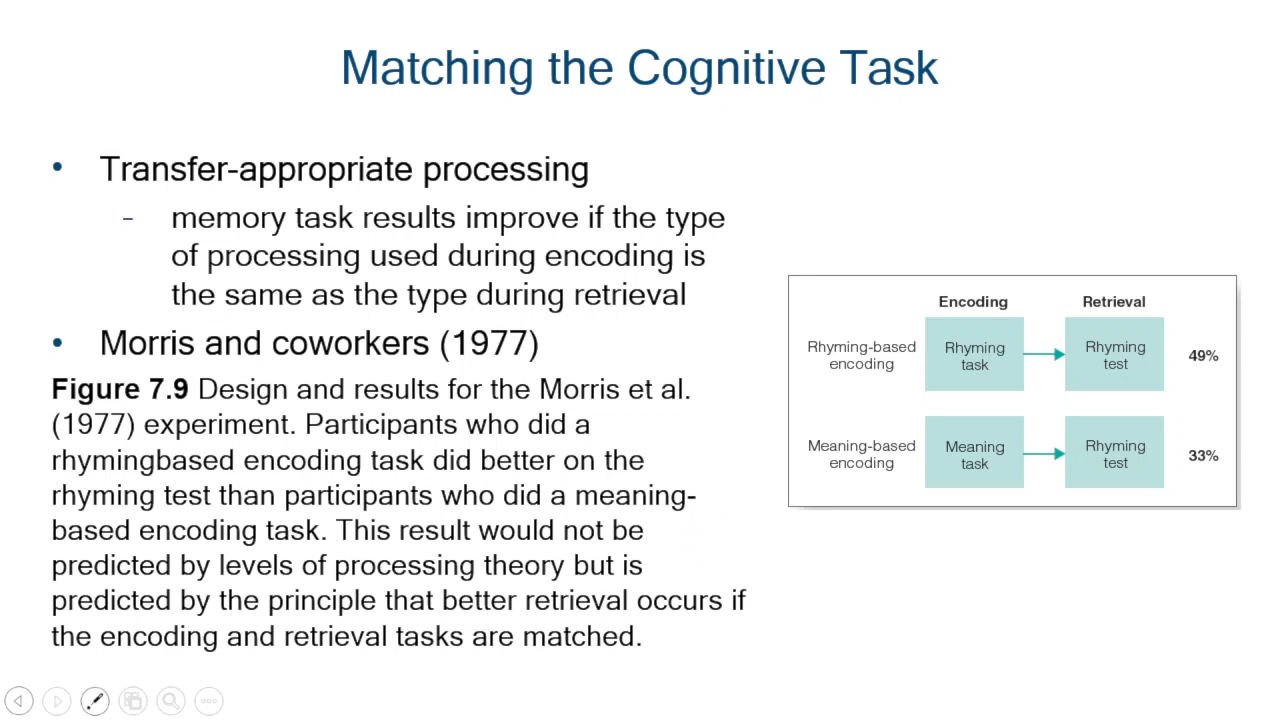 Matching the Cognitive Task
• Transfer-appropriate processing
- memory task results improve if the type
of processing used during encoding is
the same as the type during retrieval
• Morris and coworkers (1977)
Figure 7.9 Design and results for the Morris et al.
(1977) experiment. Participants who did a
rhymingbased encoding task did better on the
rhyming test than participants who did a meaning-
based encoding task. This result would not be
predicted by levels of processing theory but is
predicted by the principle that better retrieval occurs if
the encoding and retrieval tasks are matched.
Encoding Retrieval
Rhyming-based
encoding
Rhyming
task
Rhyming
test
49%
Meaning-based
encoding
Meaning
task
Rhyming
test
33%